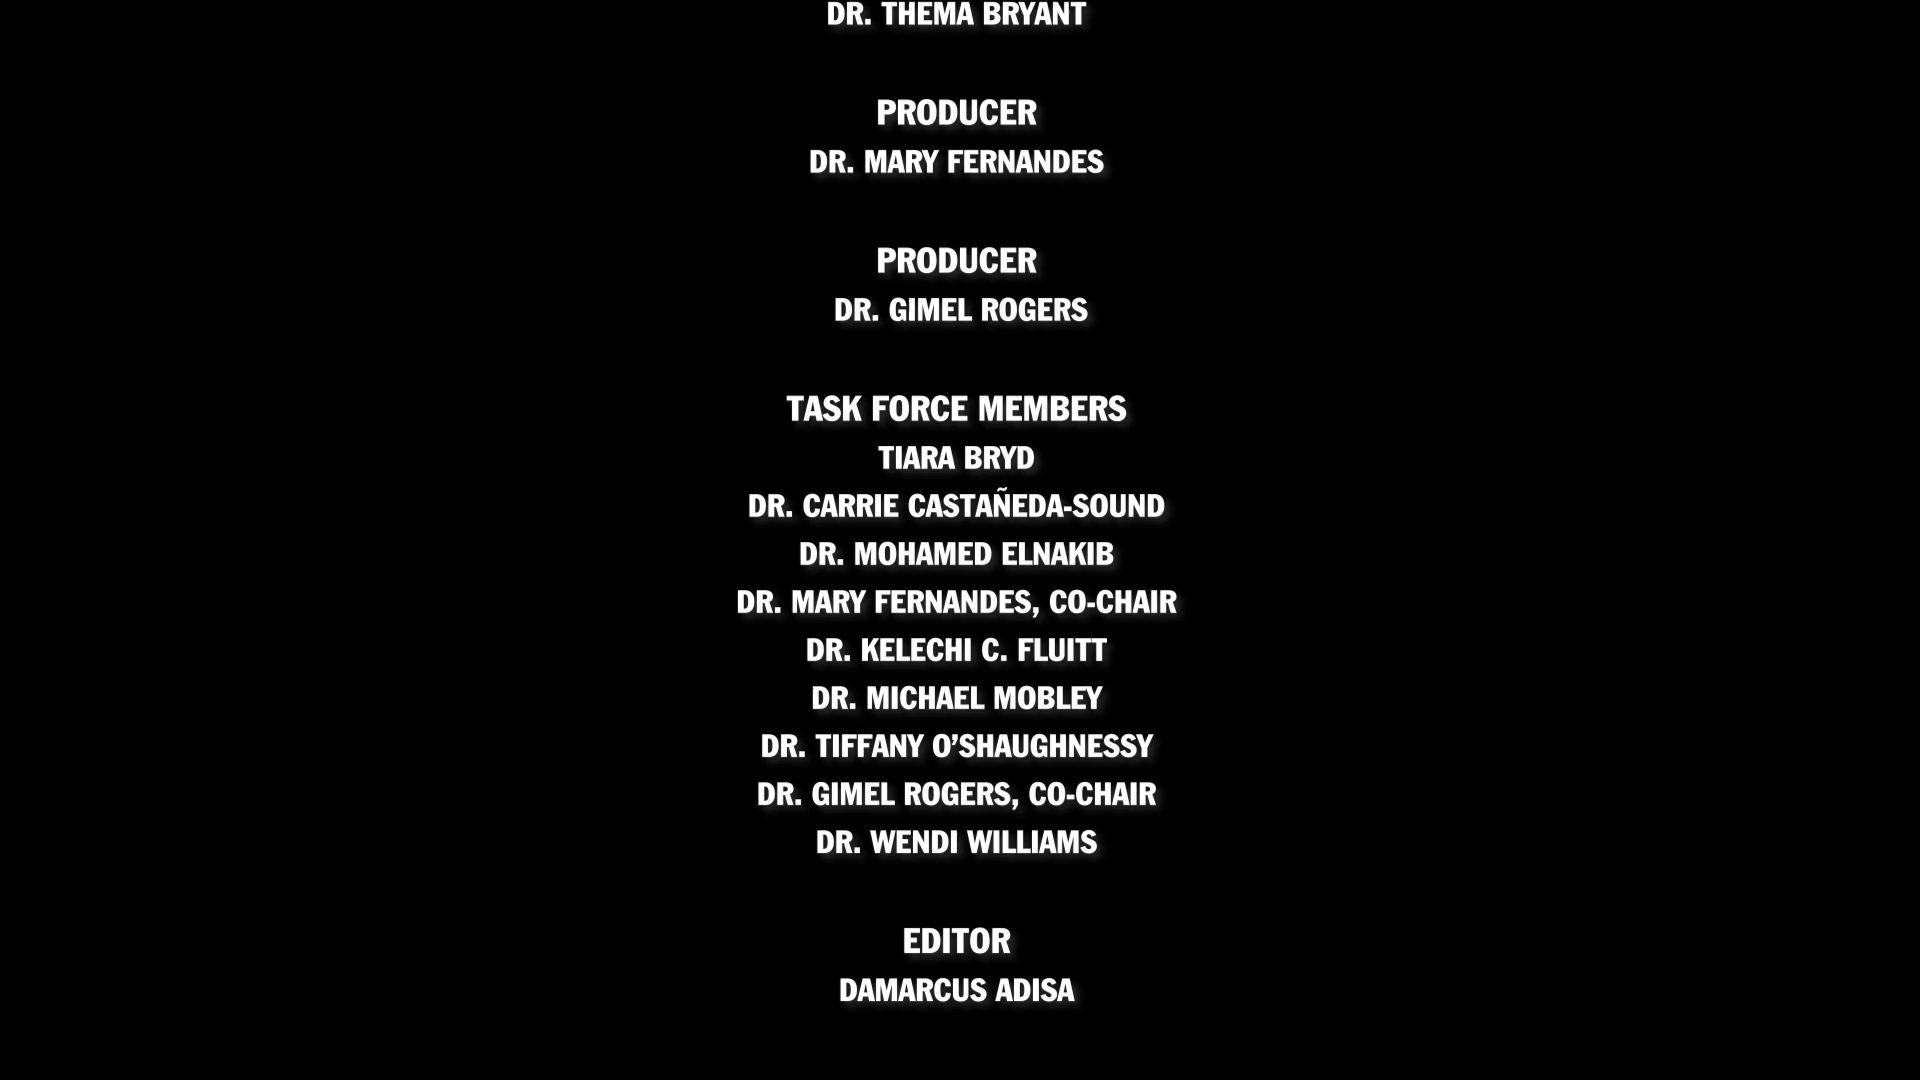 DR. THEMA BRYANT
PRODUCER
DR. MARY FERNANDES
PRODUCER
DR. GIMEL ROGERS
TASK FORCE MEMBERS
TIARA BRYD
DR. CARRIE CASTAÑEDA-SOUND
DR. MOHAMED ELNAKIB
DR. MARY FERNANDES, CO-CHAIR
DR. KELECHI C. FLUITT
DR. MICHAEL MOBLEY
DR. TIFFANY O’SHAUGHNESSY
DR. GIMEL ROGERS, CO-CHAIR
DR. WENDI WILLIAMS
EDITOR
DAMARCUS ADISA